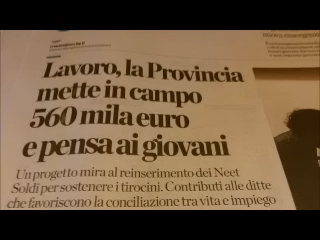 Lavoro, la Provincia
mette in campo
560 mila euro
e pensa ai giovani
Un progetto mira al reinserimento dei Neet
Soldi per sostenere i tirocini. Contributi alle ditte
che favoriscono la conciliazione tra vita e impiego